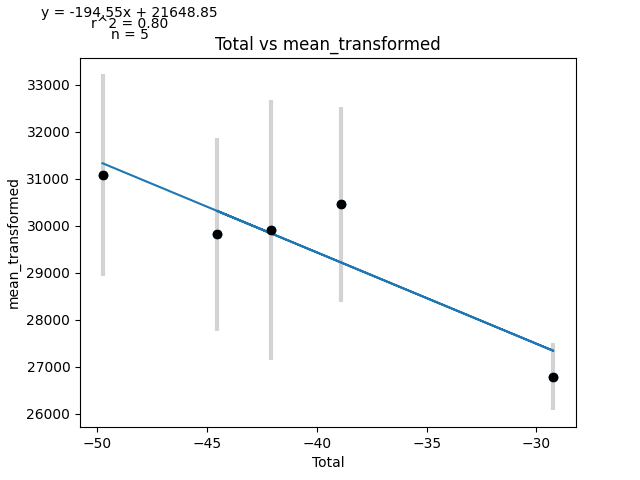 y = -194.55x + 21648.85
r^2 = 0.80
n = 5
Total vs mean_transformed
33000
32000
31000
30000
29000
28000
27000
26000
mean_transformed
−50
−45
−40
−35
−30
Total